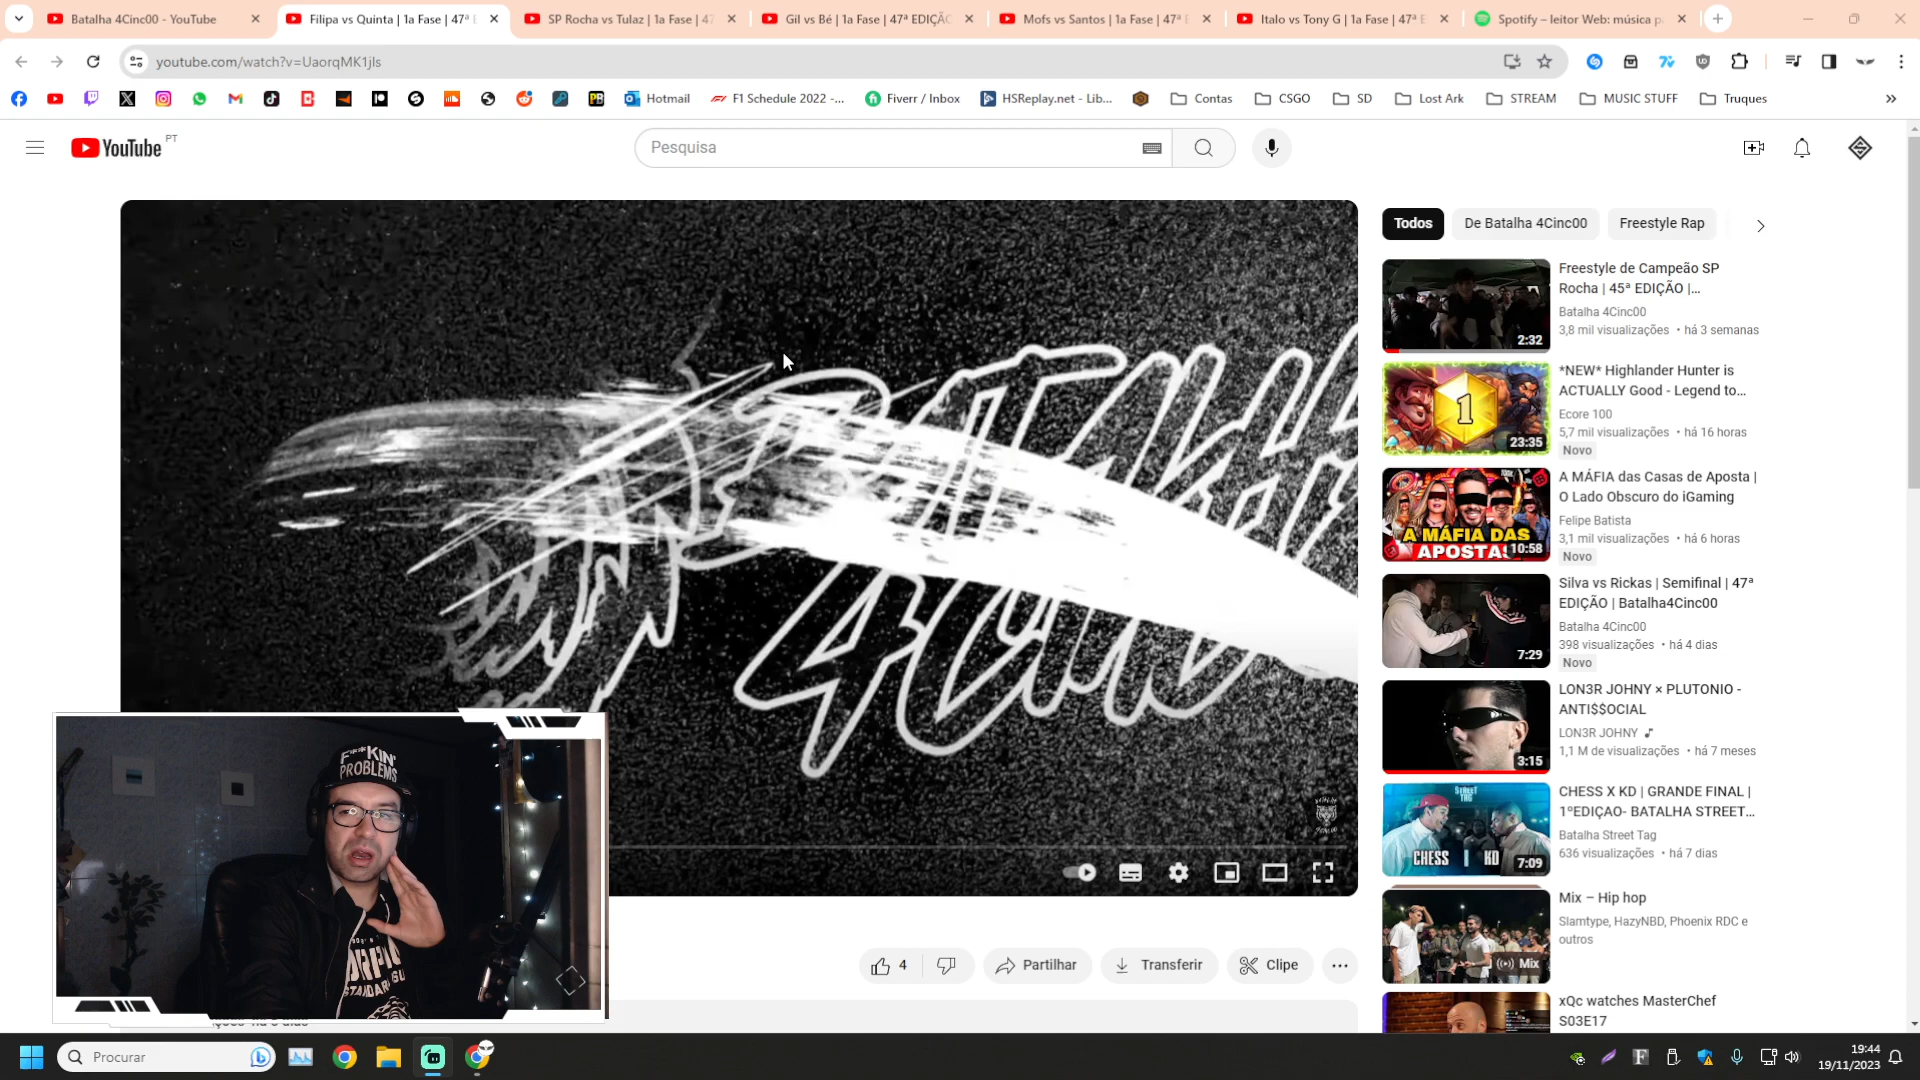 Batalha 4Cinc00 - YouTube
Filipa vs Quinta | 1a Fase | 47ª E
SP Rocha vs Tulaz | 1a Fase | 47
Gil vs Bé | 1a Fase | 47ª EDIÇÃ
Mofs vs Santos | 1a Fase | 47ª E
Italo vs Tony G | 1a Fase | 47ª E
Spotify – leitor Web: música p
youtube.com/watch?v=UaorqMK1jls
Hotmail
F1 Schedule 2022 -...
Fiverr / Inbox
HSReplay.net - Lib...
Contas
CSGO
SD
Lost Ark
STREAM
MUSIC STUFF
Truques
YouTube PT
Pesquisa
Todos
De Batalha 4Cinc00
Freestyle Rap
Freestyle de Campeão SP
Rocha | 45ª EDIÇÃO |...
Batalha 4Cinc00
3,8 mil visualizações • há 3 semanas
2:32
*NEW* Highlander Hunter is
ACTUALLY Good - Legend to...
Ecore 100
5,7 mil visualizações • há 16 horas
Novo
1
23:35
A MÁFIA das Casas de Aposta |
O Lado Obscuro do iGaming
Felipe Batista
3,1 mil visualizações • há 6 horas
Novo
A MÁFIA DAS
APOSTAS
10:58
Silva vs Rickas | Semifinal | 47ª
EDIÇÃO | Batalha4Cinc00
Batalha 4Cinc00
398 visualizações • há 4 dias
Novo
7:29
LON3R JOHNY × PLUTONIO -
ANTI$$OCIAL
LON3R JOHNY
1,1 M de visualizações • há 7 meses
3:15
CHESS X KD | GRANDE FINAL |
1ºEDIÇAO- BATALHA STREET...
Batalha Street Tag
636 visualizações • há 7 dias
STREET
TAG
CHESS
KD
7:09
Mix – Hip hop
Slamtype, HazyNBD, Phoenix RDC e
outros
Mix
xQc watches MasterChef
S03E17
F**KIN'
PROBLEMS
4
Partilhar
Transferir
Clipe
Procurar
19:44
19/11/2023